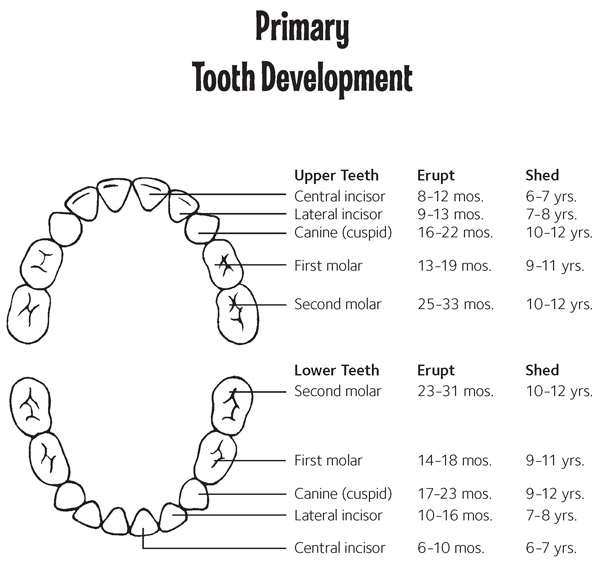 Primary
Tooth Development
Upper Teeth Erupt Shed
Central incisor 8-12 mos. 6-7 yrs.
Lateral incisor 9-13 mos. 7-8 yrs.
Canine (cuspid) 16-22 mos. 10-12 yrs.
First molar 13-19 mos. 9-11 yrs.
Second molar 25-33 mos. 10-12 yrs.
Lower Teeth Erupt Shed
Second molar 23-31 mos. 10-12 yrs.
First molar 14-18 mos. 9-11 yrs.
Canine (cuspid) 17-23 mos. 9-12 yrs.
Lateral incisor 10-16 mos. 7-8 yrs.
Central incisor 6-10 mos. 6-7 yrs.